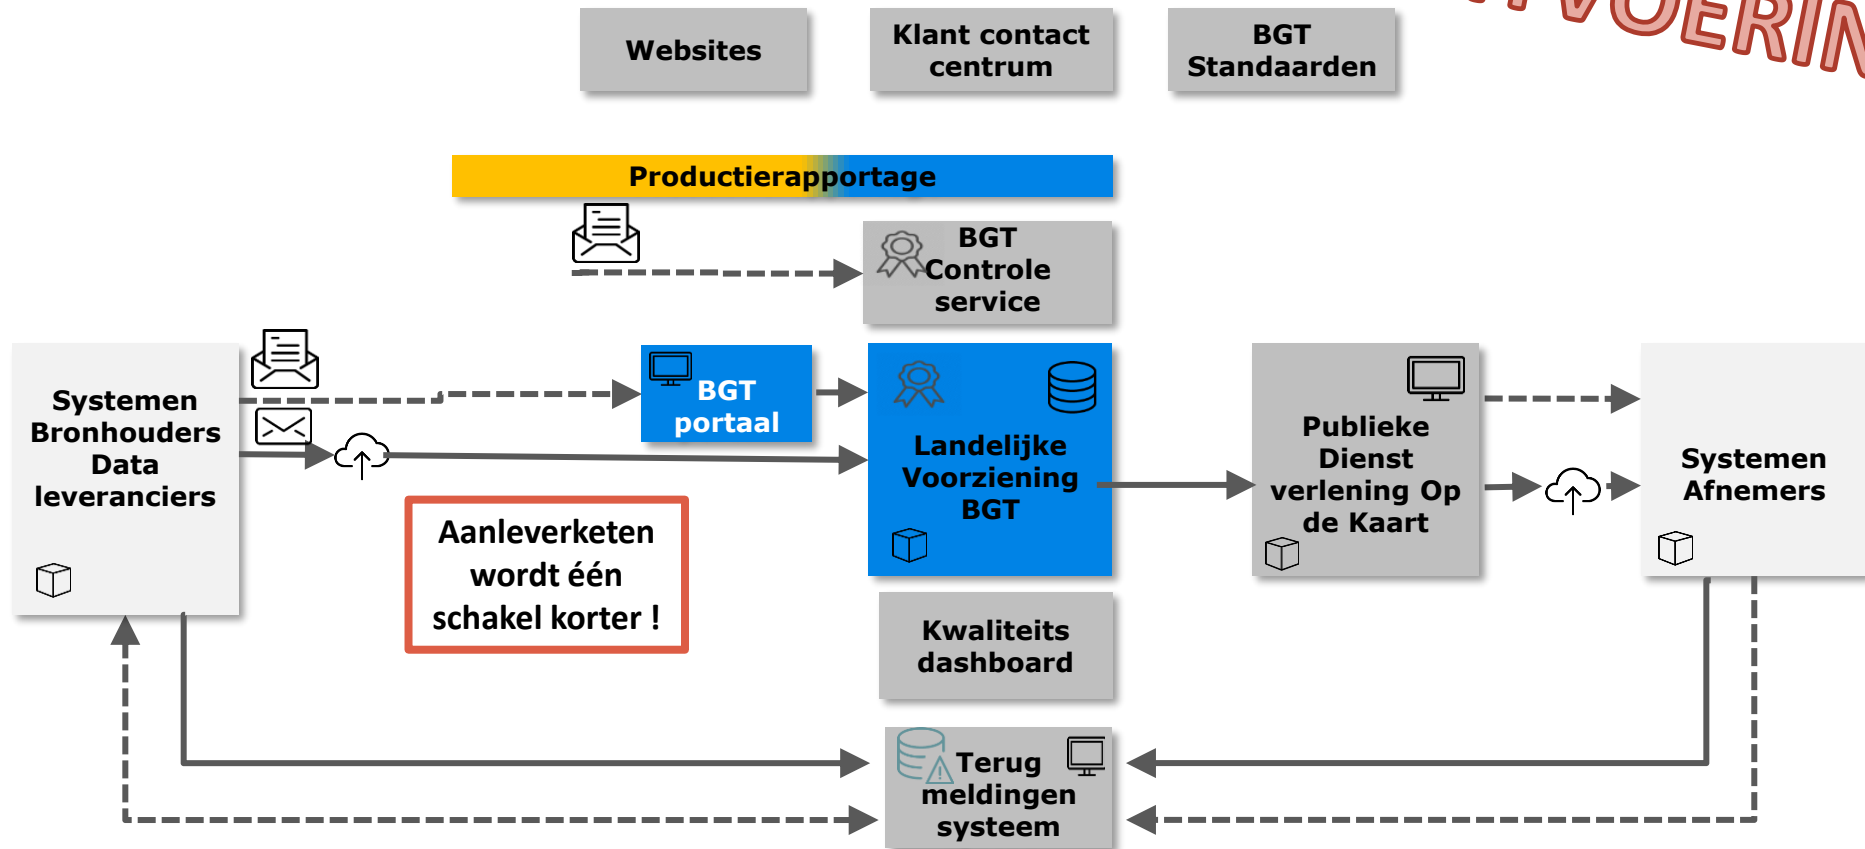 Websites
Klant contact
centrum
BGT
Standaarden
Productierapportage
BGT
Controle
service
Systemen
Bronhouders
Data
leveranciers
BGT
portaal
Landelijke
Voorziening
BGT
Publieke
Dienst
verlening Op
de Kaart
Systemen
Afnemers
Aanleverketen
wordt één
schakel korter !
Kwaliteits
dashboard
Terug
meldingen
systeem